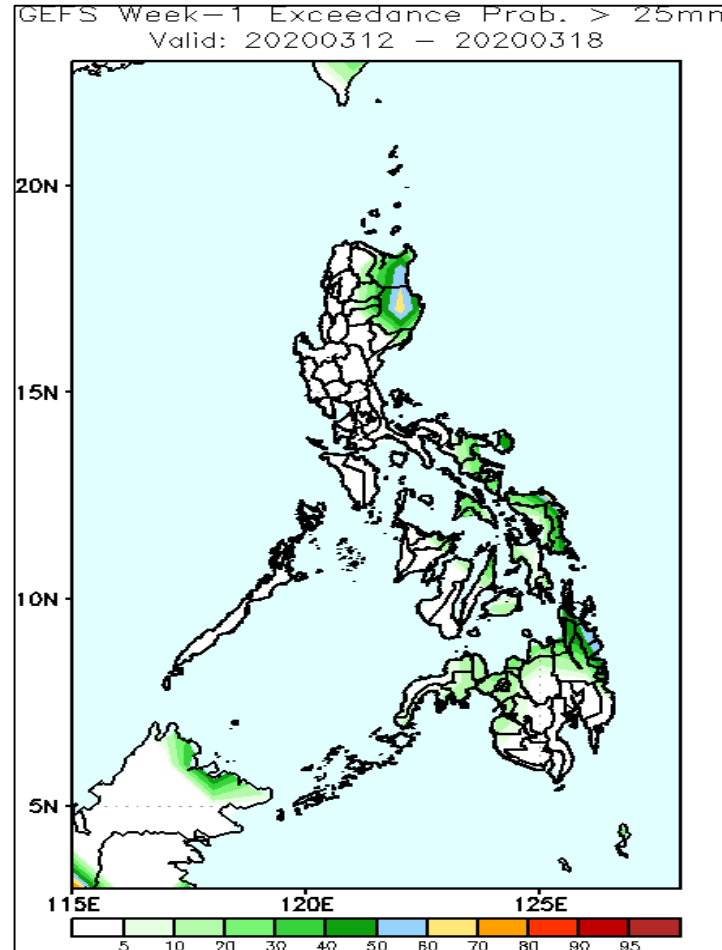 GEFS Week-1 Exceedance Prob. > 25mm
Valid: 20200312 - 20200318
20N
15N
10N
5N
115E 120E 125E
5 10 20 30 40 50 60 70 80 90 95